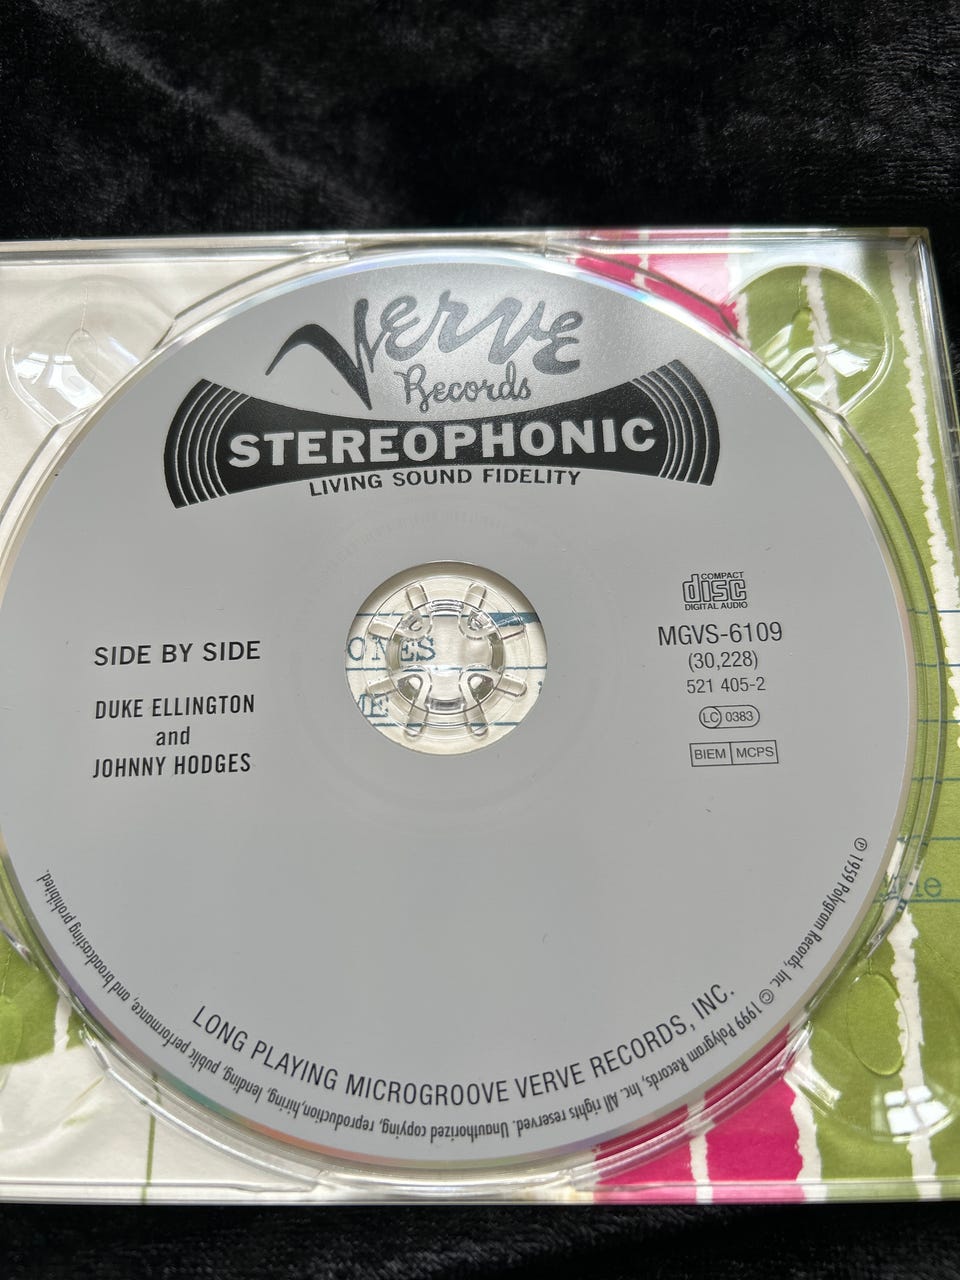 Verve
Records
STEREOPHONIC
LIVING SOUND FIDELITY
COMPACT
disc
DIGITAL AUDIO
SIDE BY SIDE
DUKE ELLINGTON
and
JOHNNY HODGES
MGVS-6109
(30,228)
521 405-2
LC 0383
BIEM MCPS
ONES
ME
LONG PLAYING MICROGROOVE VERVE RECORDS, INC.
℗ 1959 Polygram Records, Inc. © 1999 Polygram Records, Inc. All rights reserved. Unauthorized copying, reproduction,hiring, lending, public performance, and broadcasting prohibited.